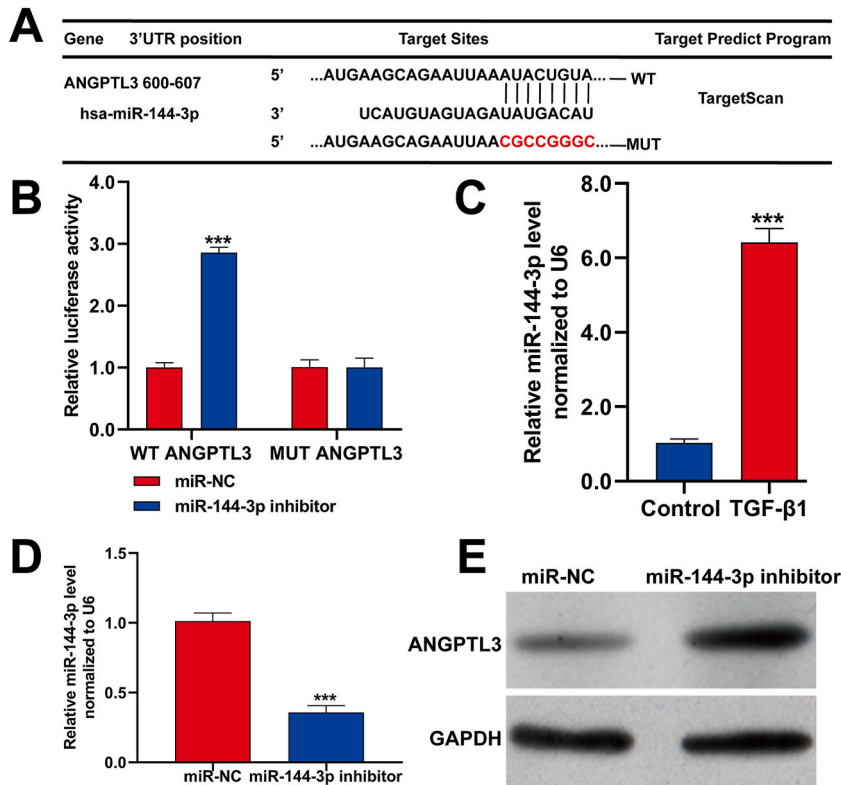 A
Gene 3'UTR position Target Sites Target Predict Program
ANGPTL3 600-607 5' ...AUGAAGCAGAAUUAAAUACUGUA... WT
TargetScan
hsa-miR-144-3p 3' UCAUGUAGUAGAUAUGACAU
5' ...AUGAAGCAGAAUUAACGCCGGGC... MUT
B
Relative luciferase activity
4.0
3.0
2.0
1.0
0.0
***
WT ANGPTL3 MUT ANGPTL3
miR-NC
miR-144-3p inhibitor
C
Relative miR-144-3p level
normalized to U6
8.0
6.0
4.0
2.0
0.0
***
Control TGF-β1
D
Relative miR-144-3p level
normalized to U6
1.5
1.0
0.5
0.0
***
miR-NC miR-144-3p inhibitor
E
miR-NC miR-144-3p inhibitor
ANGPTL3
GAPDH